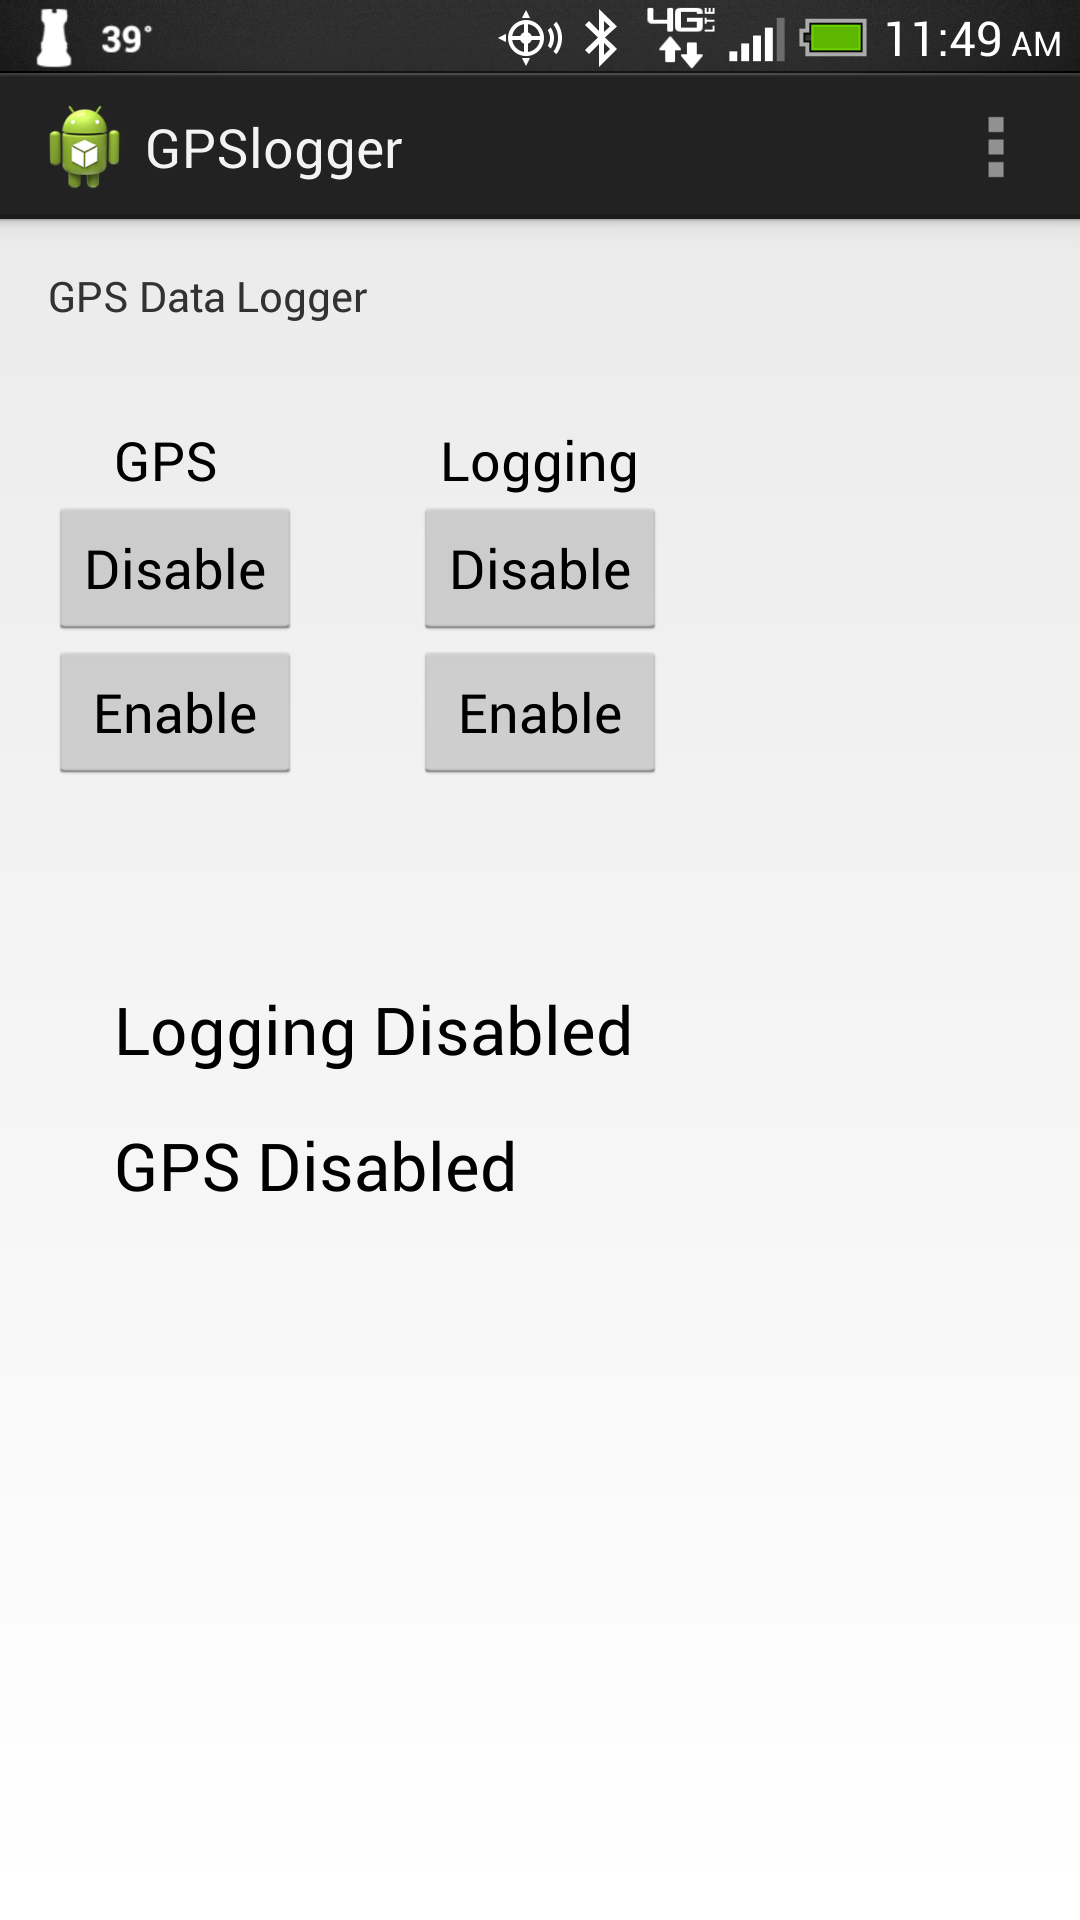 39° 4G LTE 11:49 AM
GPSlogger
GPS Data Logger
GPS Logging
Disable Disable
Enable Enable
Logging Disabled
GPS Disabled